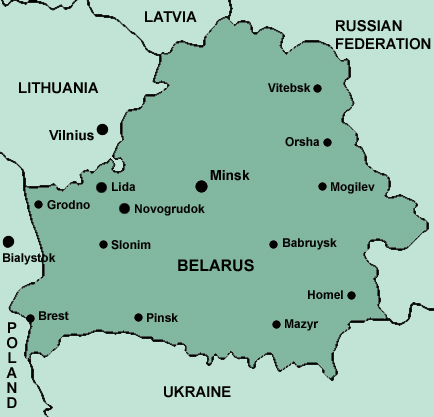 LATVIA
RUSSIAN
FEDERATION
LITHUANIA
Vitebsk
Vilnius
Orsha
Minsk
Lida
Mogilev
Grodno
Novogrudok
Slonim
Babruysk
Bialystok
BELARUS
Homel
Brest
Pinsk
Mazyr
POLAND
UKRAINE